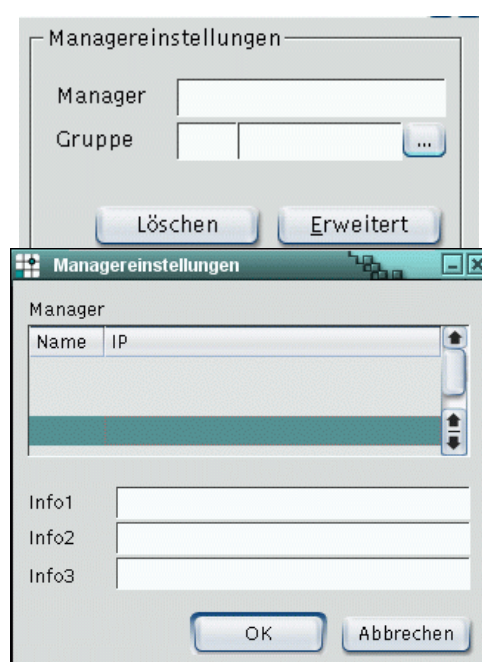 Managereinstellungen
Manager
Gruppe
...
Löschen Erweitert
Managereinstellungen
Manager
Name IP
Info1
Info2
Info3
OK Abbrechen